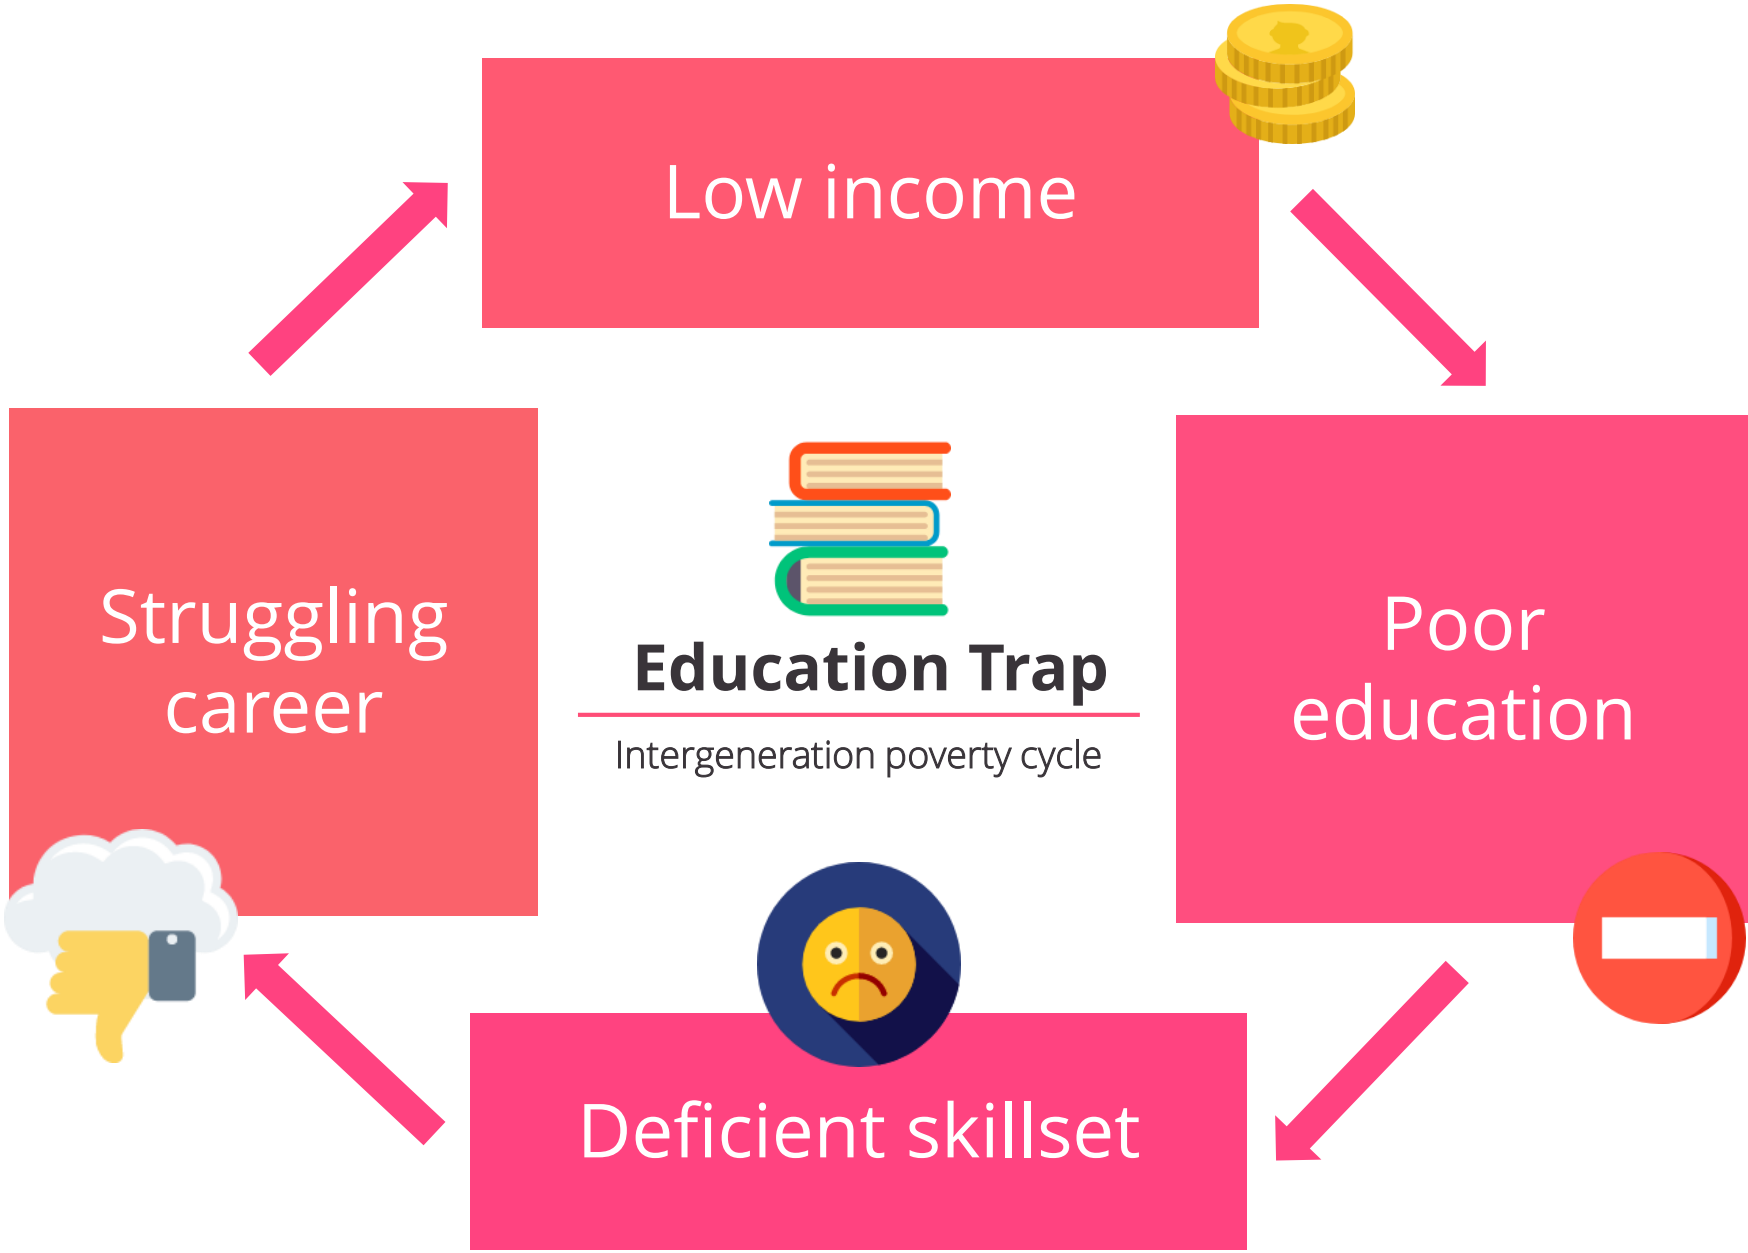 Low income
Struggling
career
Education Trap
Intergeneration poverty cycle
Poor
education
Deficient skillset